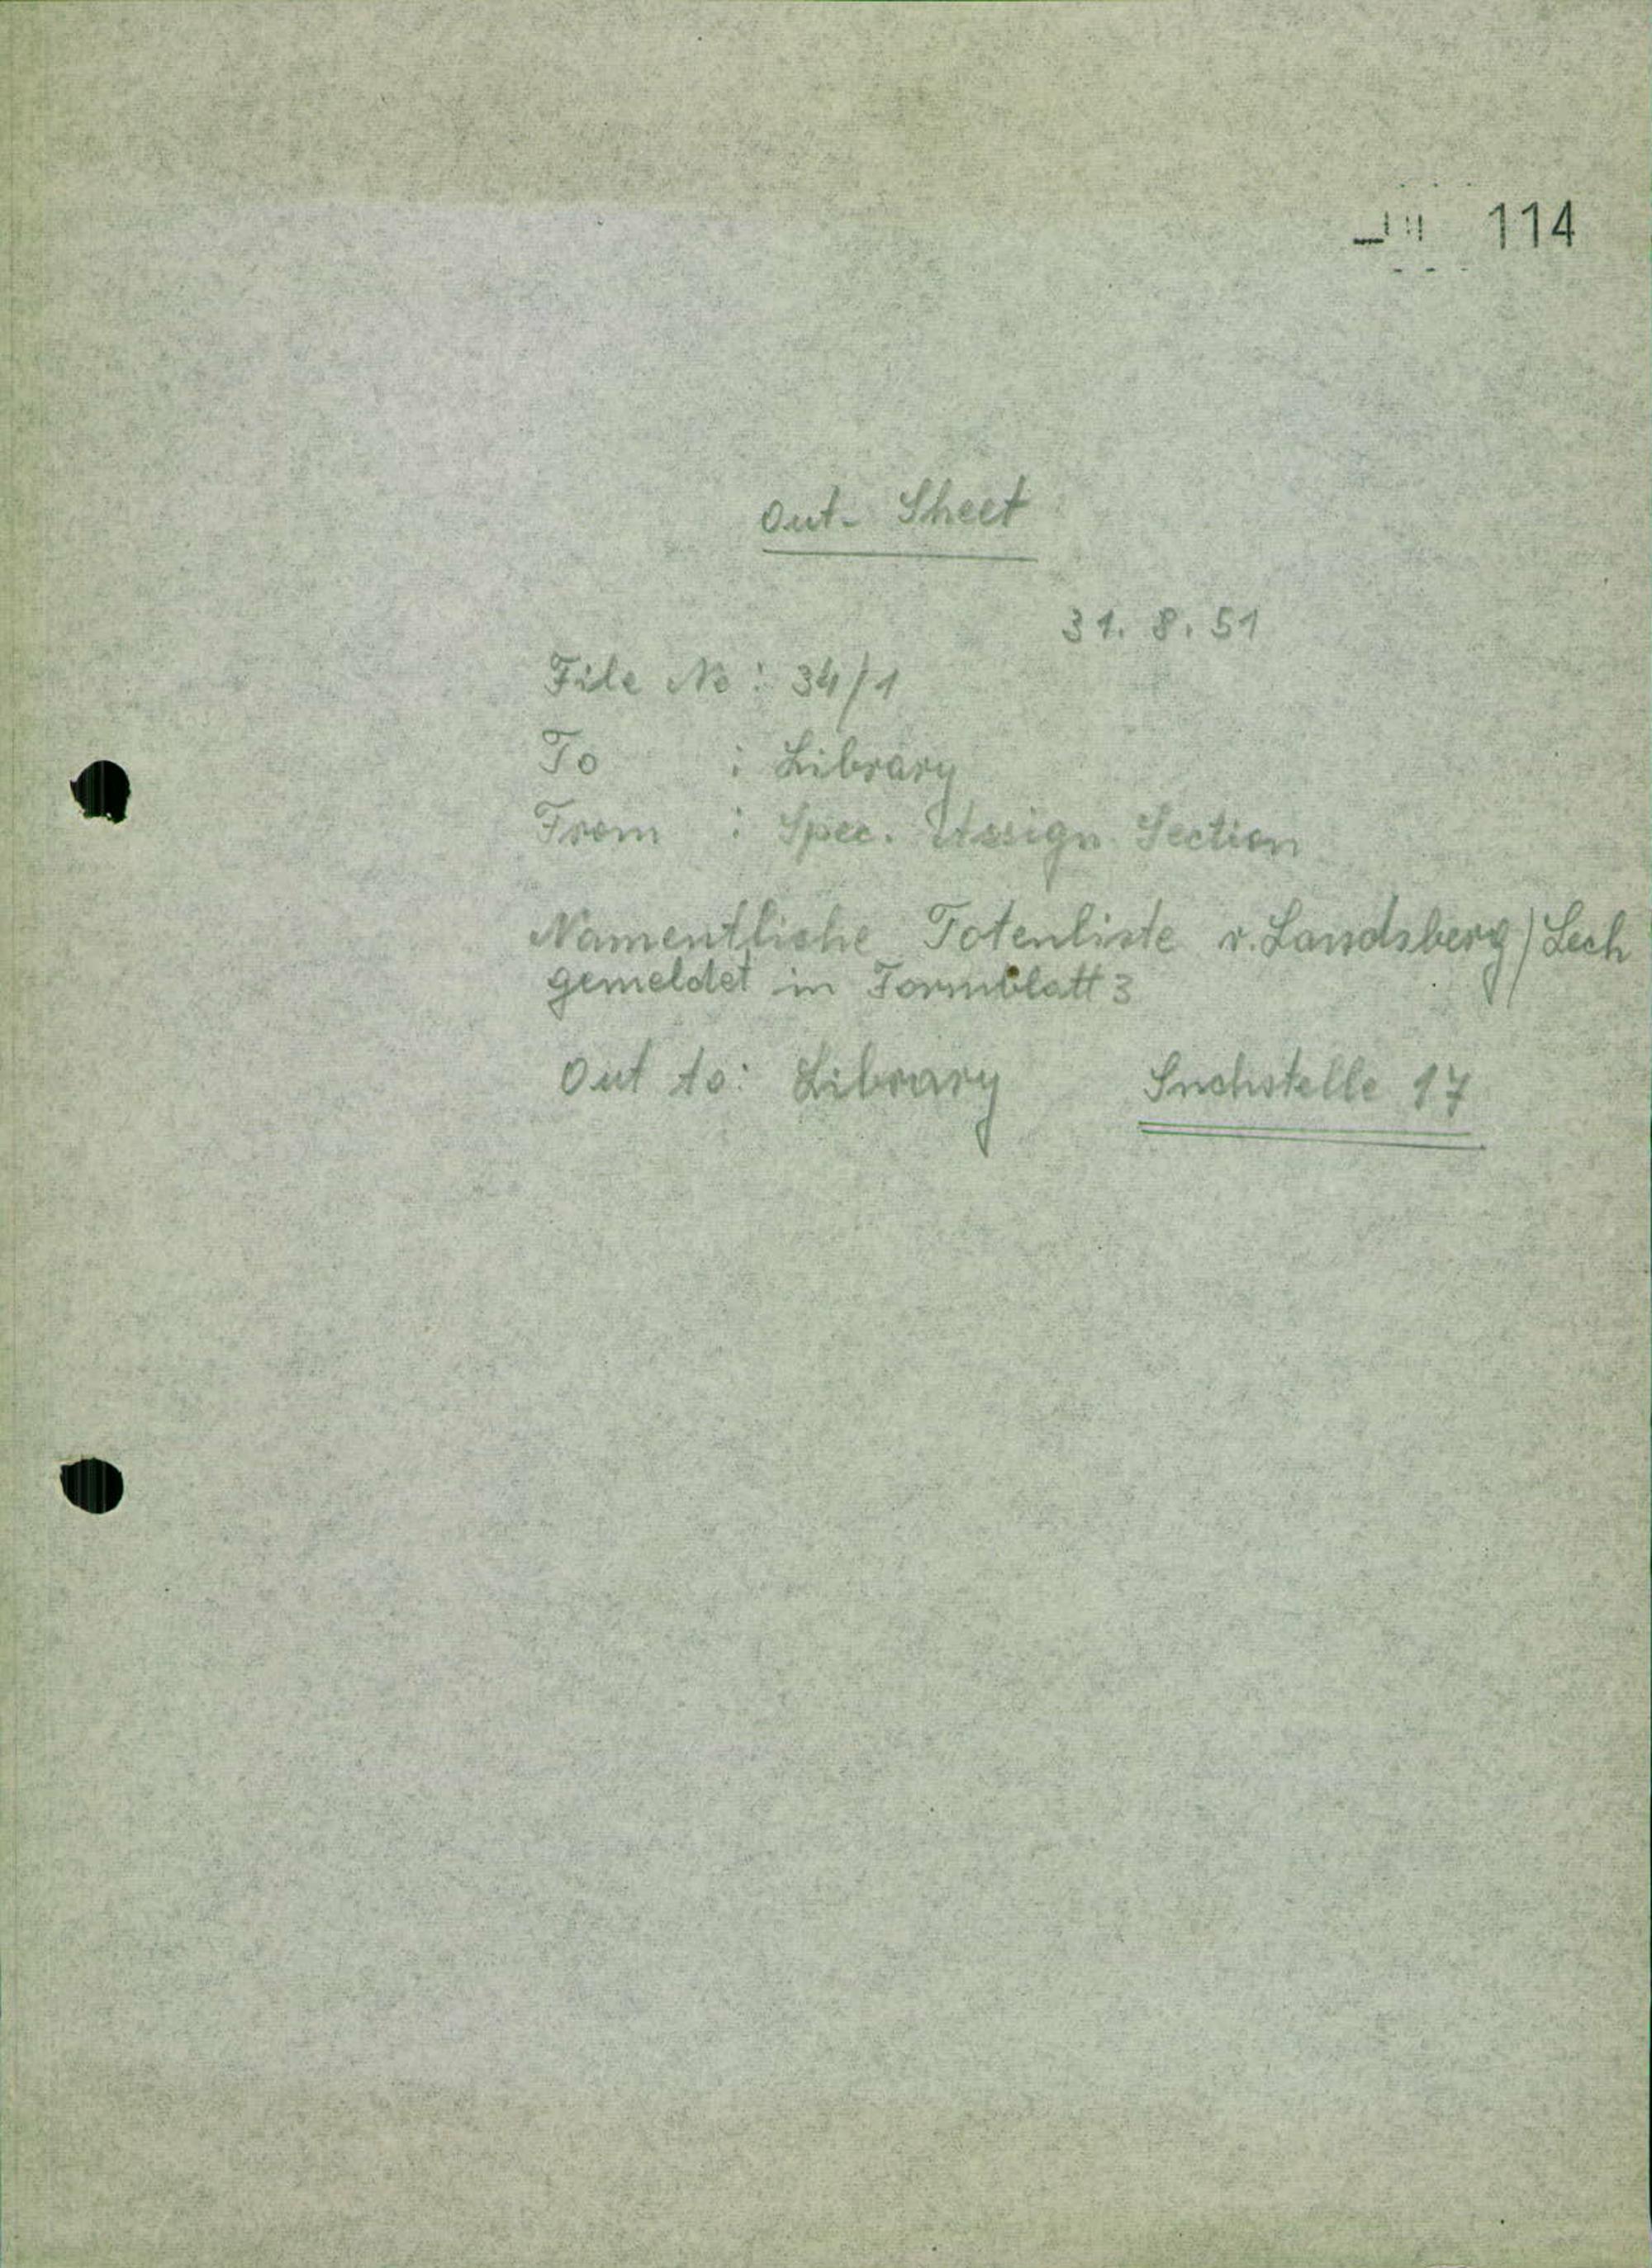 114
Out- Sheet
31. 8. 51
File No : 34/1
To : Library
From : Spec. Assign. Section
Namentliche Totenliste v. Landsberg/Lech
gemeldet in Formblatt 3
Out to: Library Suchstelle 17